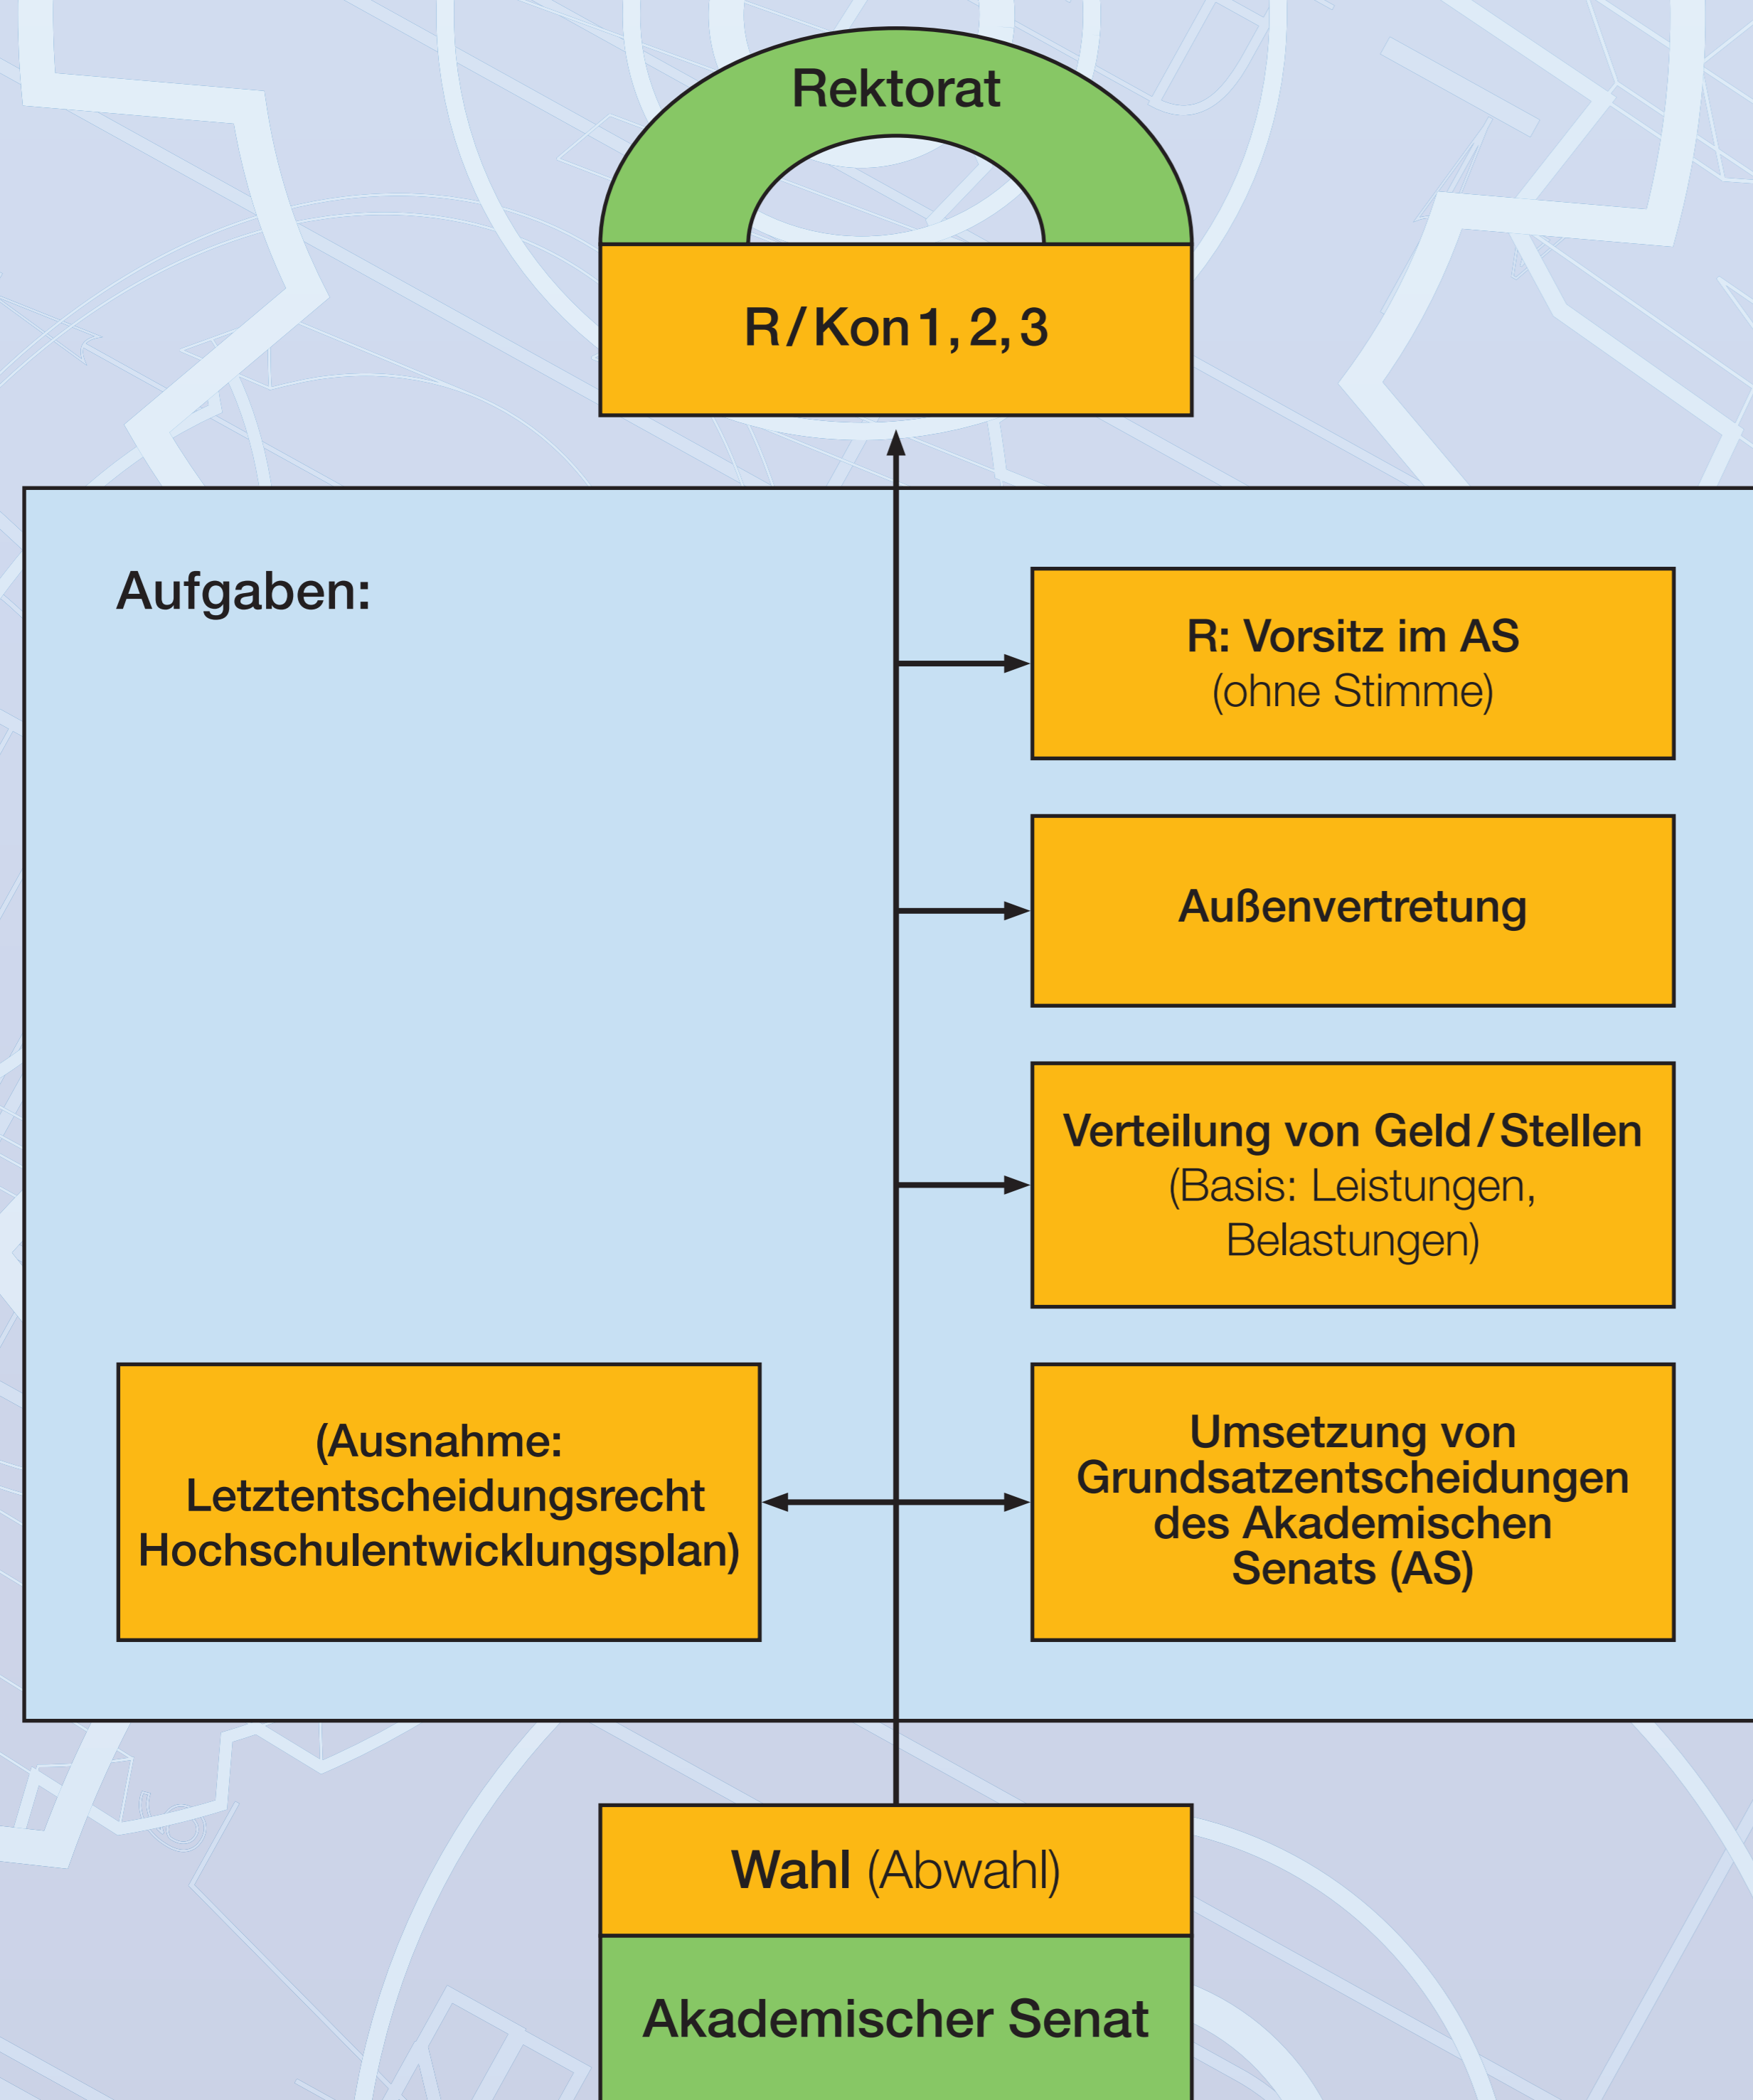 Rektorat
R/Kon 1, 2, 3
Aufgaben:
R: Vorsitz im AS
(ohne Stimme)
Außenvertretung
Verteilung von Geld/Stellen
(Basis: Leistungen,
Belastungen)
(Ausnahme:
Letztentscheidungsrecht
Hochschulentwicklungsplan)
Umsetzung von
Grundsatzentscheidungen
des Akademischen
Senats (AS)
Wahl (Abwahl)
Akademischer Senat